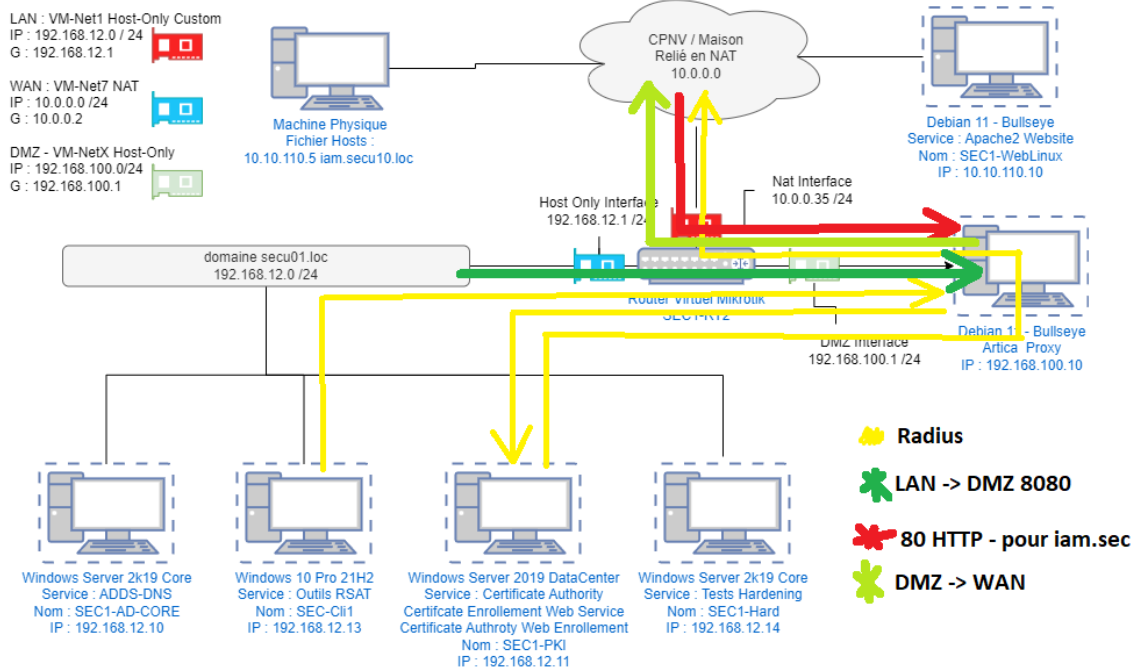 LAN : VM-Net1 Host-Only Custom
IP : 192.168.12.0 / 24
G : 192.168.12.1
WAN : VM-Net7 NAT
IP : 10.0.0.0 /24
G : 10.0.0.2
DMZ - VM-NetX Host-Only
IP : 192.168.100.0/24
G : 192.168.100.1
Machine Physique
Fichier Hosts :
10.10.110.5 iam.secu10.loc
CPNV / Maison
Relié en NAT
10.0.0.0
Debian 11 - Bullseye
Service : Apache2 Website
Nom : SEC1-WebLinux
IP : 10.10.110.10
Nat Interface
10.0.0.35 /24
Host Only Interface
192.168.12.1 /24
domaine secu01.loc
192.168.12.0 /24
Router Virtuel Mikrotik
SEC1-RT2
DMZ Interface
192.168.100.1 /24
Debian 11 - Bullseye
Artica Proxy
IP : 192.168.100.10
Radius
LAN -> DMZ 8080
80 HTTP - pour iam.sec
DMZ -> WAN
Windows Server 2k19 Core
Service : ADDS-DNS
Nom : SEC1-AD-CORE
IP : 192.168.12.10
Windows 10 Pro 21H2
Service : Outils RSAT
Nom : SEC-Cli1
IP : 192.168.12.13
Windows Server 2019 DataCenter
Service : Certificate Authority
Certifcate Enrollement Web Service
Certificate Authroty Web Enrollement
Nom : SEC1-PKI
IP : 192.168.12.11
Windows Server 2k19 Core
Service : Tests Hardening
Nom : SEC1-Hard
IP : 192.168.12.14